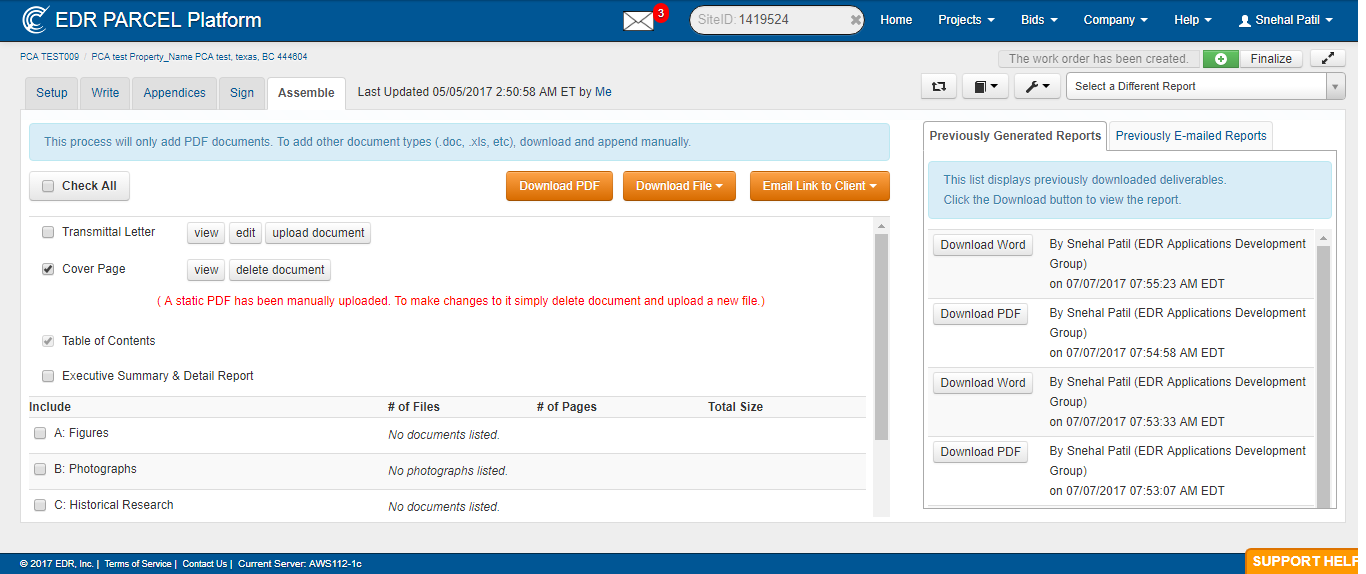 EDR PARCEL Platform
3
SiteID: 1419524
Home
Projects
Bids
Company
Help
Snehal Patil
PCA TEST009 / PCA test Property_Name PCA test, texas, BC 444604
The work order has been created.
Finalize
Setup
Write
Appendices
Sign
Assemble
Last Updated 05/05/2017 2:50:58 AM ET by Me
Select a Different Report
This process will only add PDF documents. To add other document types (.doc, .xls, etc), download and append manually.
Check All
Download PDF
Download File
Email Link to Client
Transmittal Letter
view
edit
upload document
Cover Page
view
delete document
( A static PDF has been manually uploaded. To make changes to it simply delete document and upload a new file.)
Table of Contents
Executive Summary & Detail Report
Include # of Files # of Pages Total Size
A: Figures No documents listed.
B: Photographs No photographs listed.
C: Historical Research No documents listed.
Previously Generated Reports
Previously E-mailed Reports
This list displays previously downloaded deliverables.
Click the Download button to view the report.
Download Word By Snehal Patil (EDR Applications Development
Group)
on 07/07/2017 07:55:23 AM EDT
Download PDF By Snehal Patil (EDR Applications Development
Group)
on 07/07/2017 07:54:58 AM EDT
Download Word By Snehal Patil (EDR Applications Development
Group)
on 07/07/2017 07:53:33 AM EDT
Download PDF By Snehal Patil (EDR Applications Development
Group)
on 07/07/2017 07:53:07 AM EDT
© 2017 EDR, Inc. | Terms of Service | Contact Us | Current Server: AWS112-1c
SUPPORT HELP